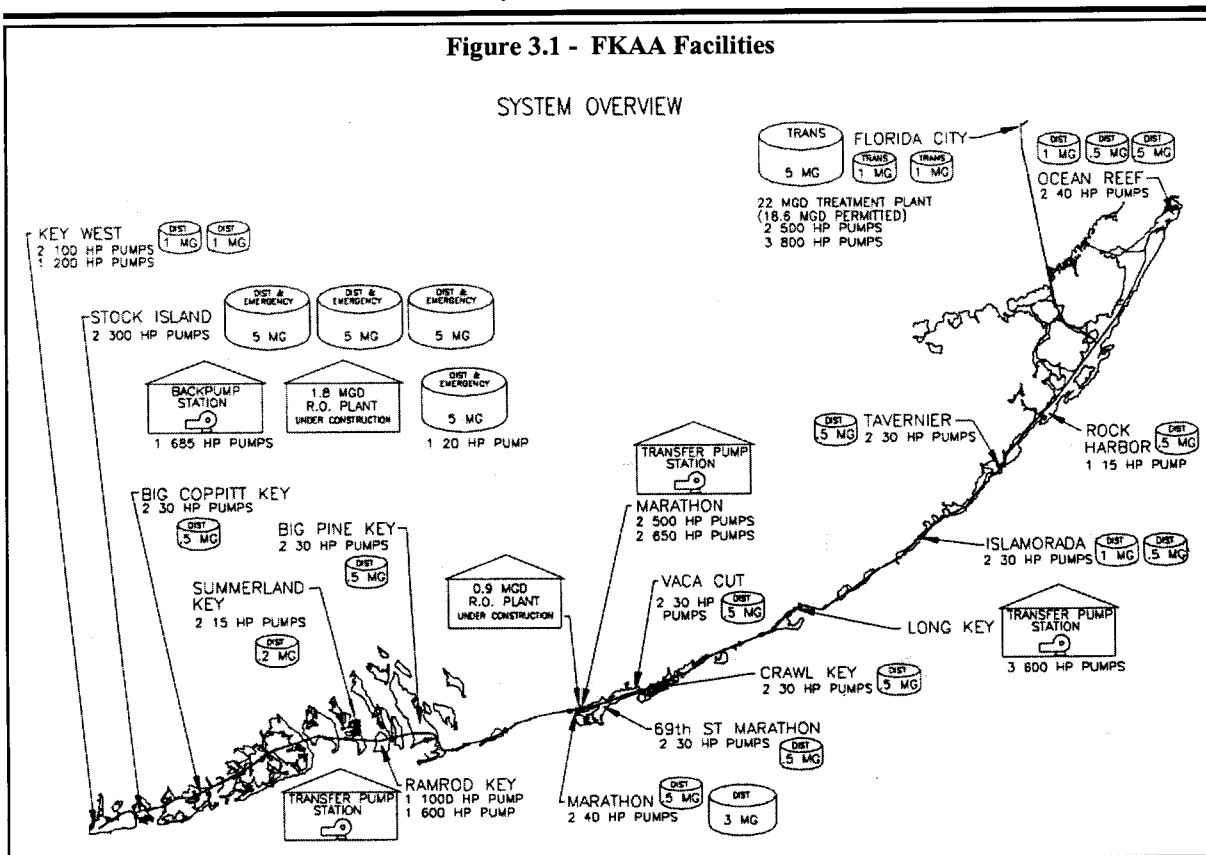 Figure 3.1 - FKAA Facilities
SYSTEM OVERVIEW
TRANS
5 MG
FLORIDA CITY
TRANS
1 MG
TRANS
1 MG
22 MGD TREATMENT PLANT
(18.6 MGD PERMITTED)
2 500 HP PUMPS
3 800 HP PUMPS
DIST
1 MG
DIST
.5 MG
DIST
.5 MG
OCEAN REEF
2 40 HP PUMPS
KEY WEST
2 100 HP PUMPS
1 200 HP PUMPS
DIST
1 MG
DIST
1 MG
STOCK ISLAND
2 300 HP PUMPS
DIST &
EMERGENCY
5 MG
DIST &
EMERGENCY
5 MG
DIST &
EMERGENCY
5 MG
BACKPUMP
STATION
1 685 HP PUMPS
1.8 MGD
R.O. PLANT
UNDER CONSTRUCTION
DIST &
EMERGENCY
5 MG
1 20 HP PUMP
BIG COPPITT KEY
2 30 HP PUMPS
DIST
.5 MG
BIG PINE KEY
2 30 HP PUMPS
DIST
.5 MG
SUMMERLAND
KEY
2 15 HP PUMPS
DIST
.2 MG
TRANSFER PUMP
STATION
MARATHON
2 500 HP PUMPS
2 650 HP PUMPS
0.9 MGD
R.O. PLANT
UNDER CONSTRUCTION
DIST
.5 MG
TAVERNIER
2 30 HP PUMPS
ROCK
HARBOR
1 15 HP PUMP
DIST
.5 MG
ISLAMORADA
2 30 HP PUMPS
DIST
1 MG
DIST
.5 MG
VACA CUT
2 30 HP
PUMPS
DIST
.5 MG
LONG KEY
TRANSFER PUMP
STATION
3 600 HP PUMPS
CRAWL KEY
2 30 HP PUMPS
DIST
.5 MG
69th ST MARATHON
2 30 HP PUMPS
DIST
.5 MG
RAMROD KEY
1 1000 HP PUMP
1 600 HP PUMP
TRANSFER PUMP
STATION
MARATHON
2 40 HP PUMPS
DIST
.5 MG
DIST
3 MG